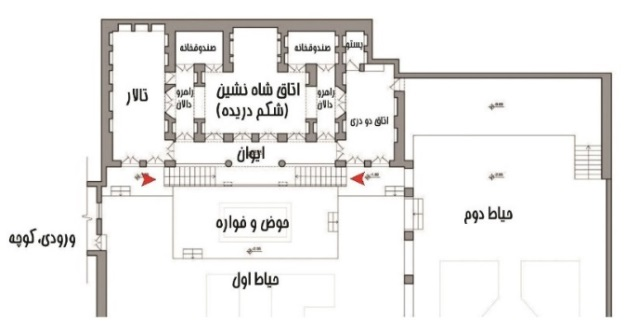 صندوقخانه
صندوقخانه
پستو
تالار
راهرو
دالان
اتاق شاه نشین
(شکم دریده)
راهرو
دالان
اتاق دو دری
ایوان
حوض و فواره
حیاط دوم
ورودی، کوچه
حیاط اول